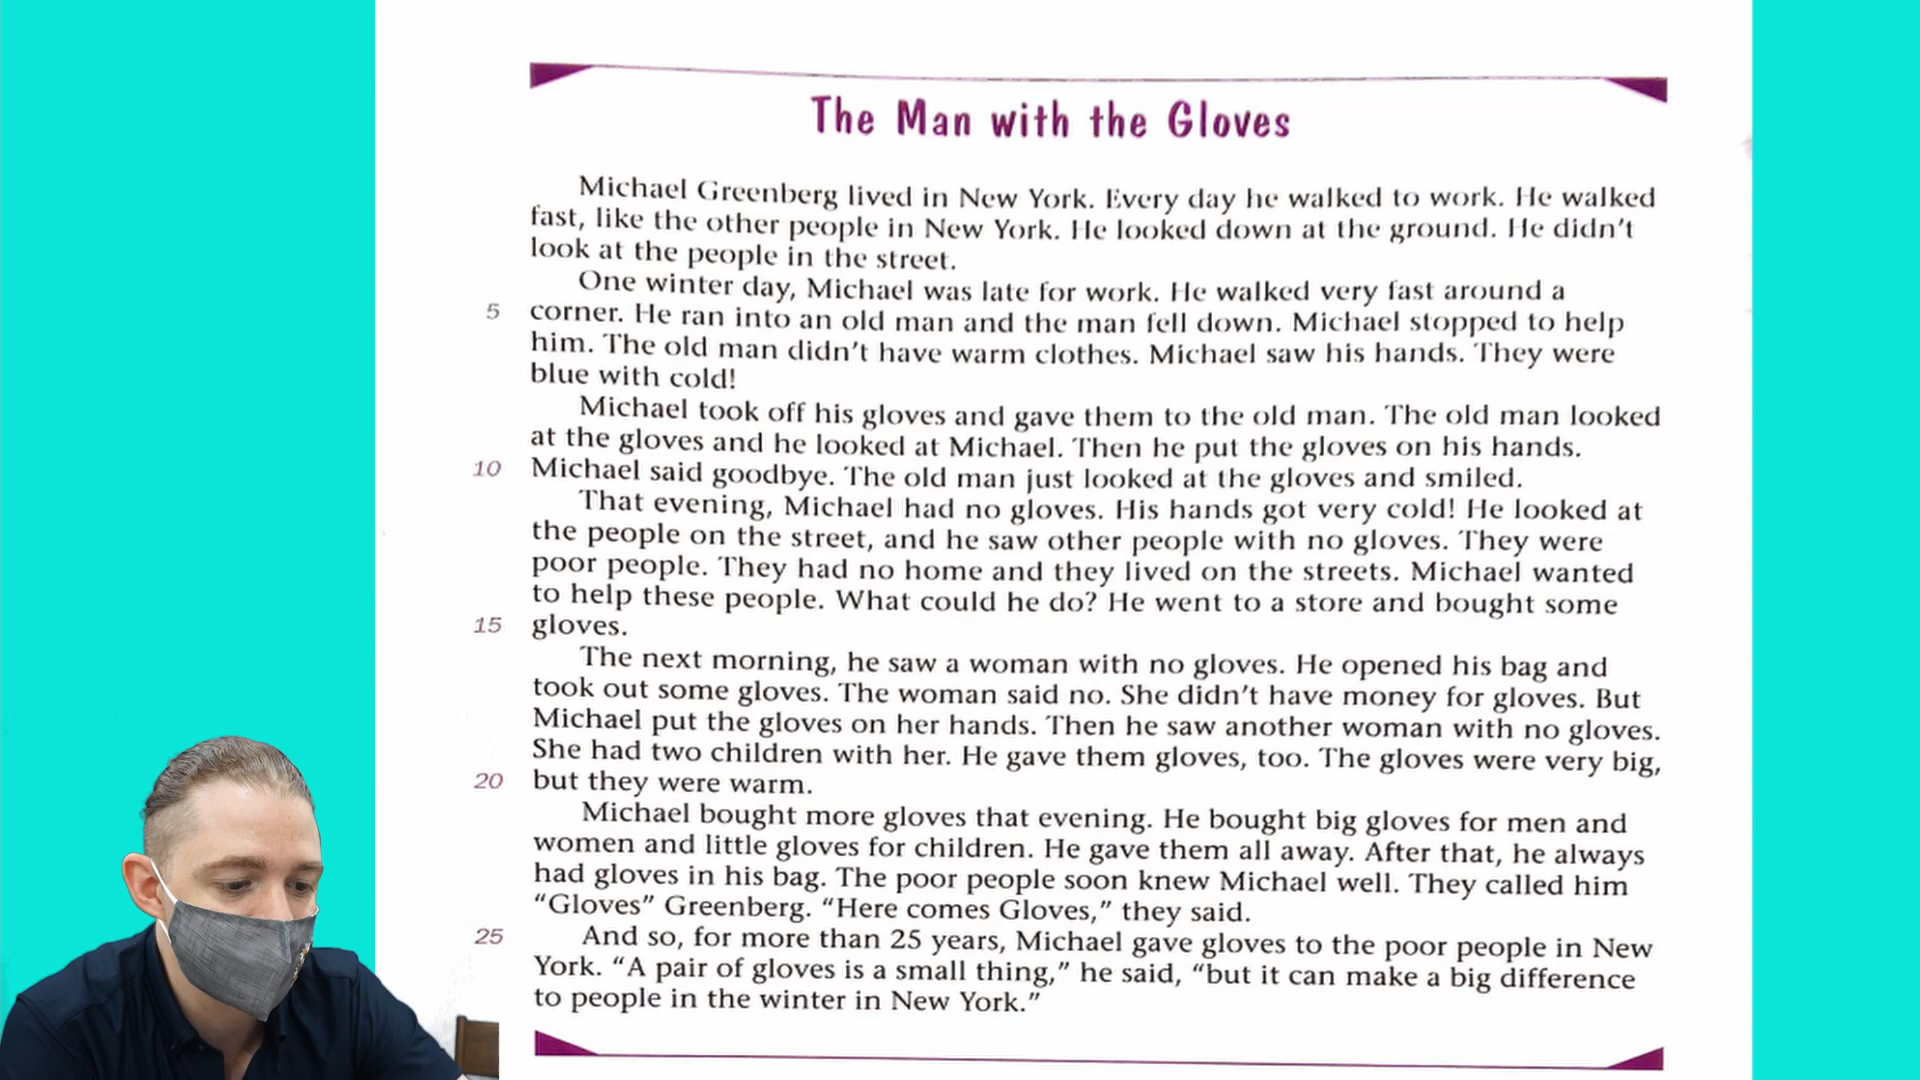 The Man with the Gloves
Michael Greenberg lived in New York. Every day he walked to work. He walked
fast, like the other people in New York. He looked down at the ground. He didn't
look at the people in the street.
One winter day, Michael was late for work. He walked very fast around a
5 corner. He ran into an old man and the man fell down. Michael stopped to help
him. The old man didn't have warm clothes. Michael saw his hands. They were
blue with cold!
Michael took off his gloves and gave them to the old man. The old man looked
at the gloves and he looked at Michael. Then he put the gloves on his hands.
10 Michael said goodbye. The old man just looked at the gloves and smiled.
That evening, Michael had no gloves. His hands got very cold! He looked at
the people on the street, and he saw other people with no gloves. They were
poor people. They had no home and they lived on the streets. Michael wanted
to help these people. What could he do? He went to a store and bought some
15 gloves.
The next morning, he saw a woman with no gloves. He opened his bag and
took out some gloves. The woman said no. She didn't have money for gloves. But
Michael put the gloves on her hands. Then he saw another woman with no gloves.
She had two children with her. He gave them gloves, too. The gloves were very big,
20 but they were warm.
Michael bought more gloves that evening. He bought big gloves for men and
women and little gloves for children. He gave them all away. After that, he always
had gloves in his bag. The poor people soon knew Michael well. They called him
"Gloves" Greenberg. "Here comes Gloves," they said.
25 And so, for more than 25 years, Michael gave gloves to the poor people in New
York. "A pair of gloves is a small thing," he said, "but it can make a big difference
to people in the winter in New York."